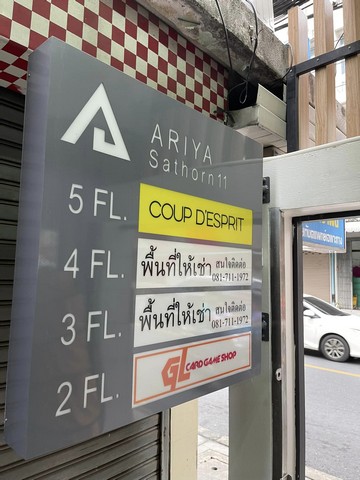 ARIYA
Sathorn11
5 FL.
COUP D'ESPRIT
4 FL.
พื้นที่ให้เช่า สนใจติดต่อ
081-711-1972
3 FL.
พื้นที่ให้เช่า สนใจติดต่อ
081-711-1972
2 FL.
GL CARD GAME SHOP